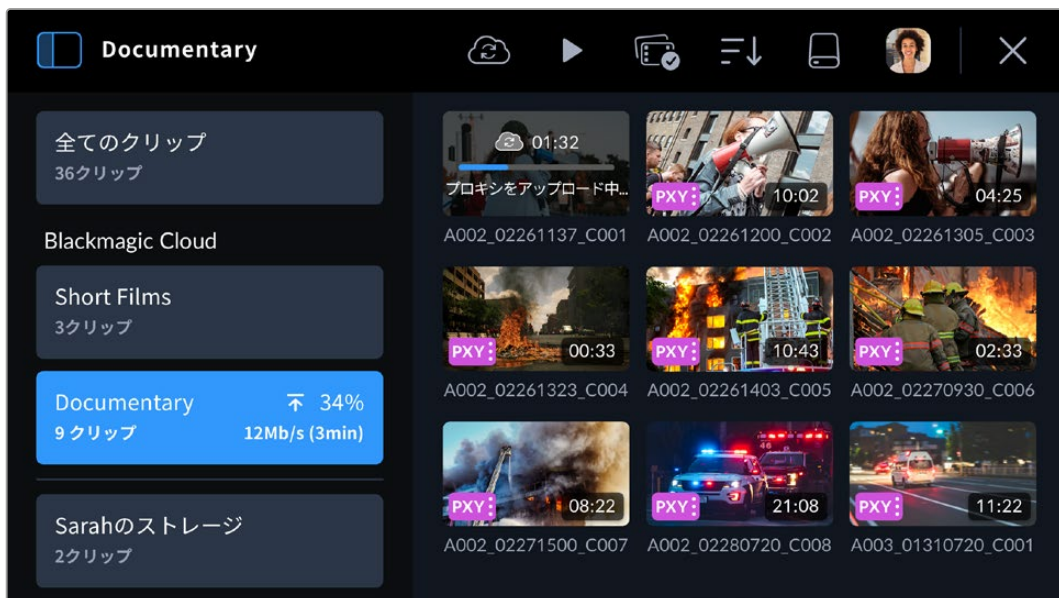 Documentary
全てのクリップ
36クリップ
Blackmagic Cloud
Short Films
3クリップ
Documentary 34%
9 クリップ 12Mb/s (3min)
Sarahのストレージ
2クリップ
01:32
プロキシをアップロード中...
A002_02261137_C001
PXY 10:02
A002_02261200_C002
PXY 04:25
A002_02261305_C003
PXY 00:33
A002_02261323_C004
PXY 10:43
A002_02261403_C005
PXY 02:33
A002_02270930_C006
PXY 08:22
A002_02271500_C007
46
PXY 21:08
A002_02280720_C008
PXY 11:22
A003_01310720_C001